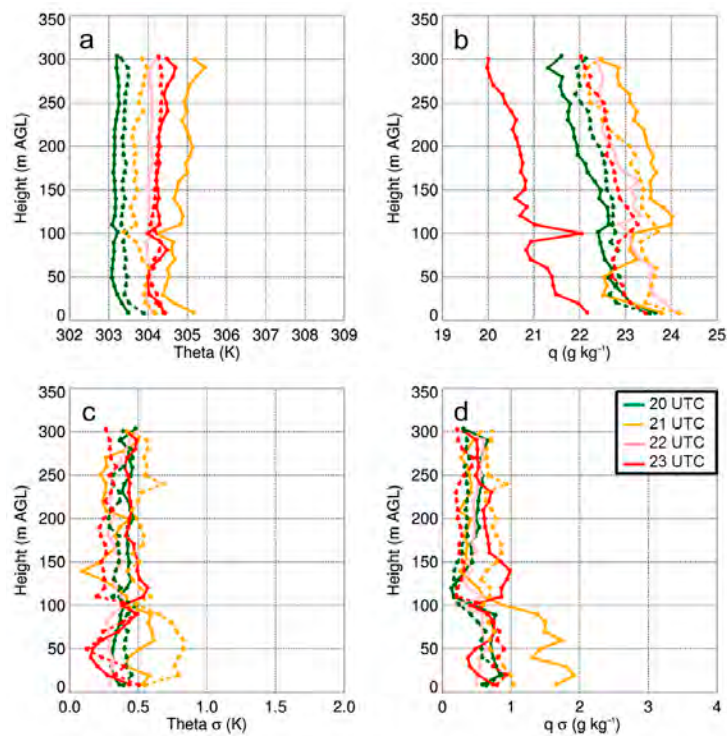 a
b
300
250
200
150
100
50
0
Height (m AGL)
302 303 304 305 306 307 308 309
Theta (K)
300
250
200
150
100
50
0
Height (m AGL)
19 20 21 22 23 24 25
q (g kg⁻¹)
c
d
300
250
200
150
100
50
0
Height (m AGL)
0.0 0.5 1.0 1.5 2.0
Theta σ (K)
300
250
200
150
100
50
0
Height (m AGL)
0 1 2 3 4
q σ (g kg⁻¹)
20 UTC
21 UTC
22 UTC
23 UTC